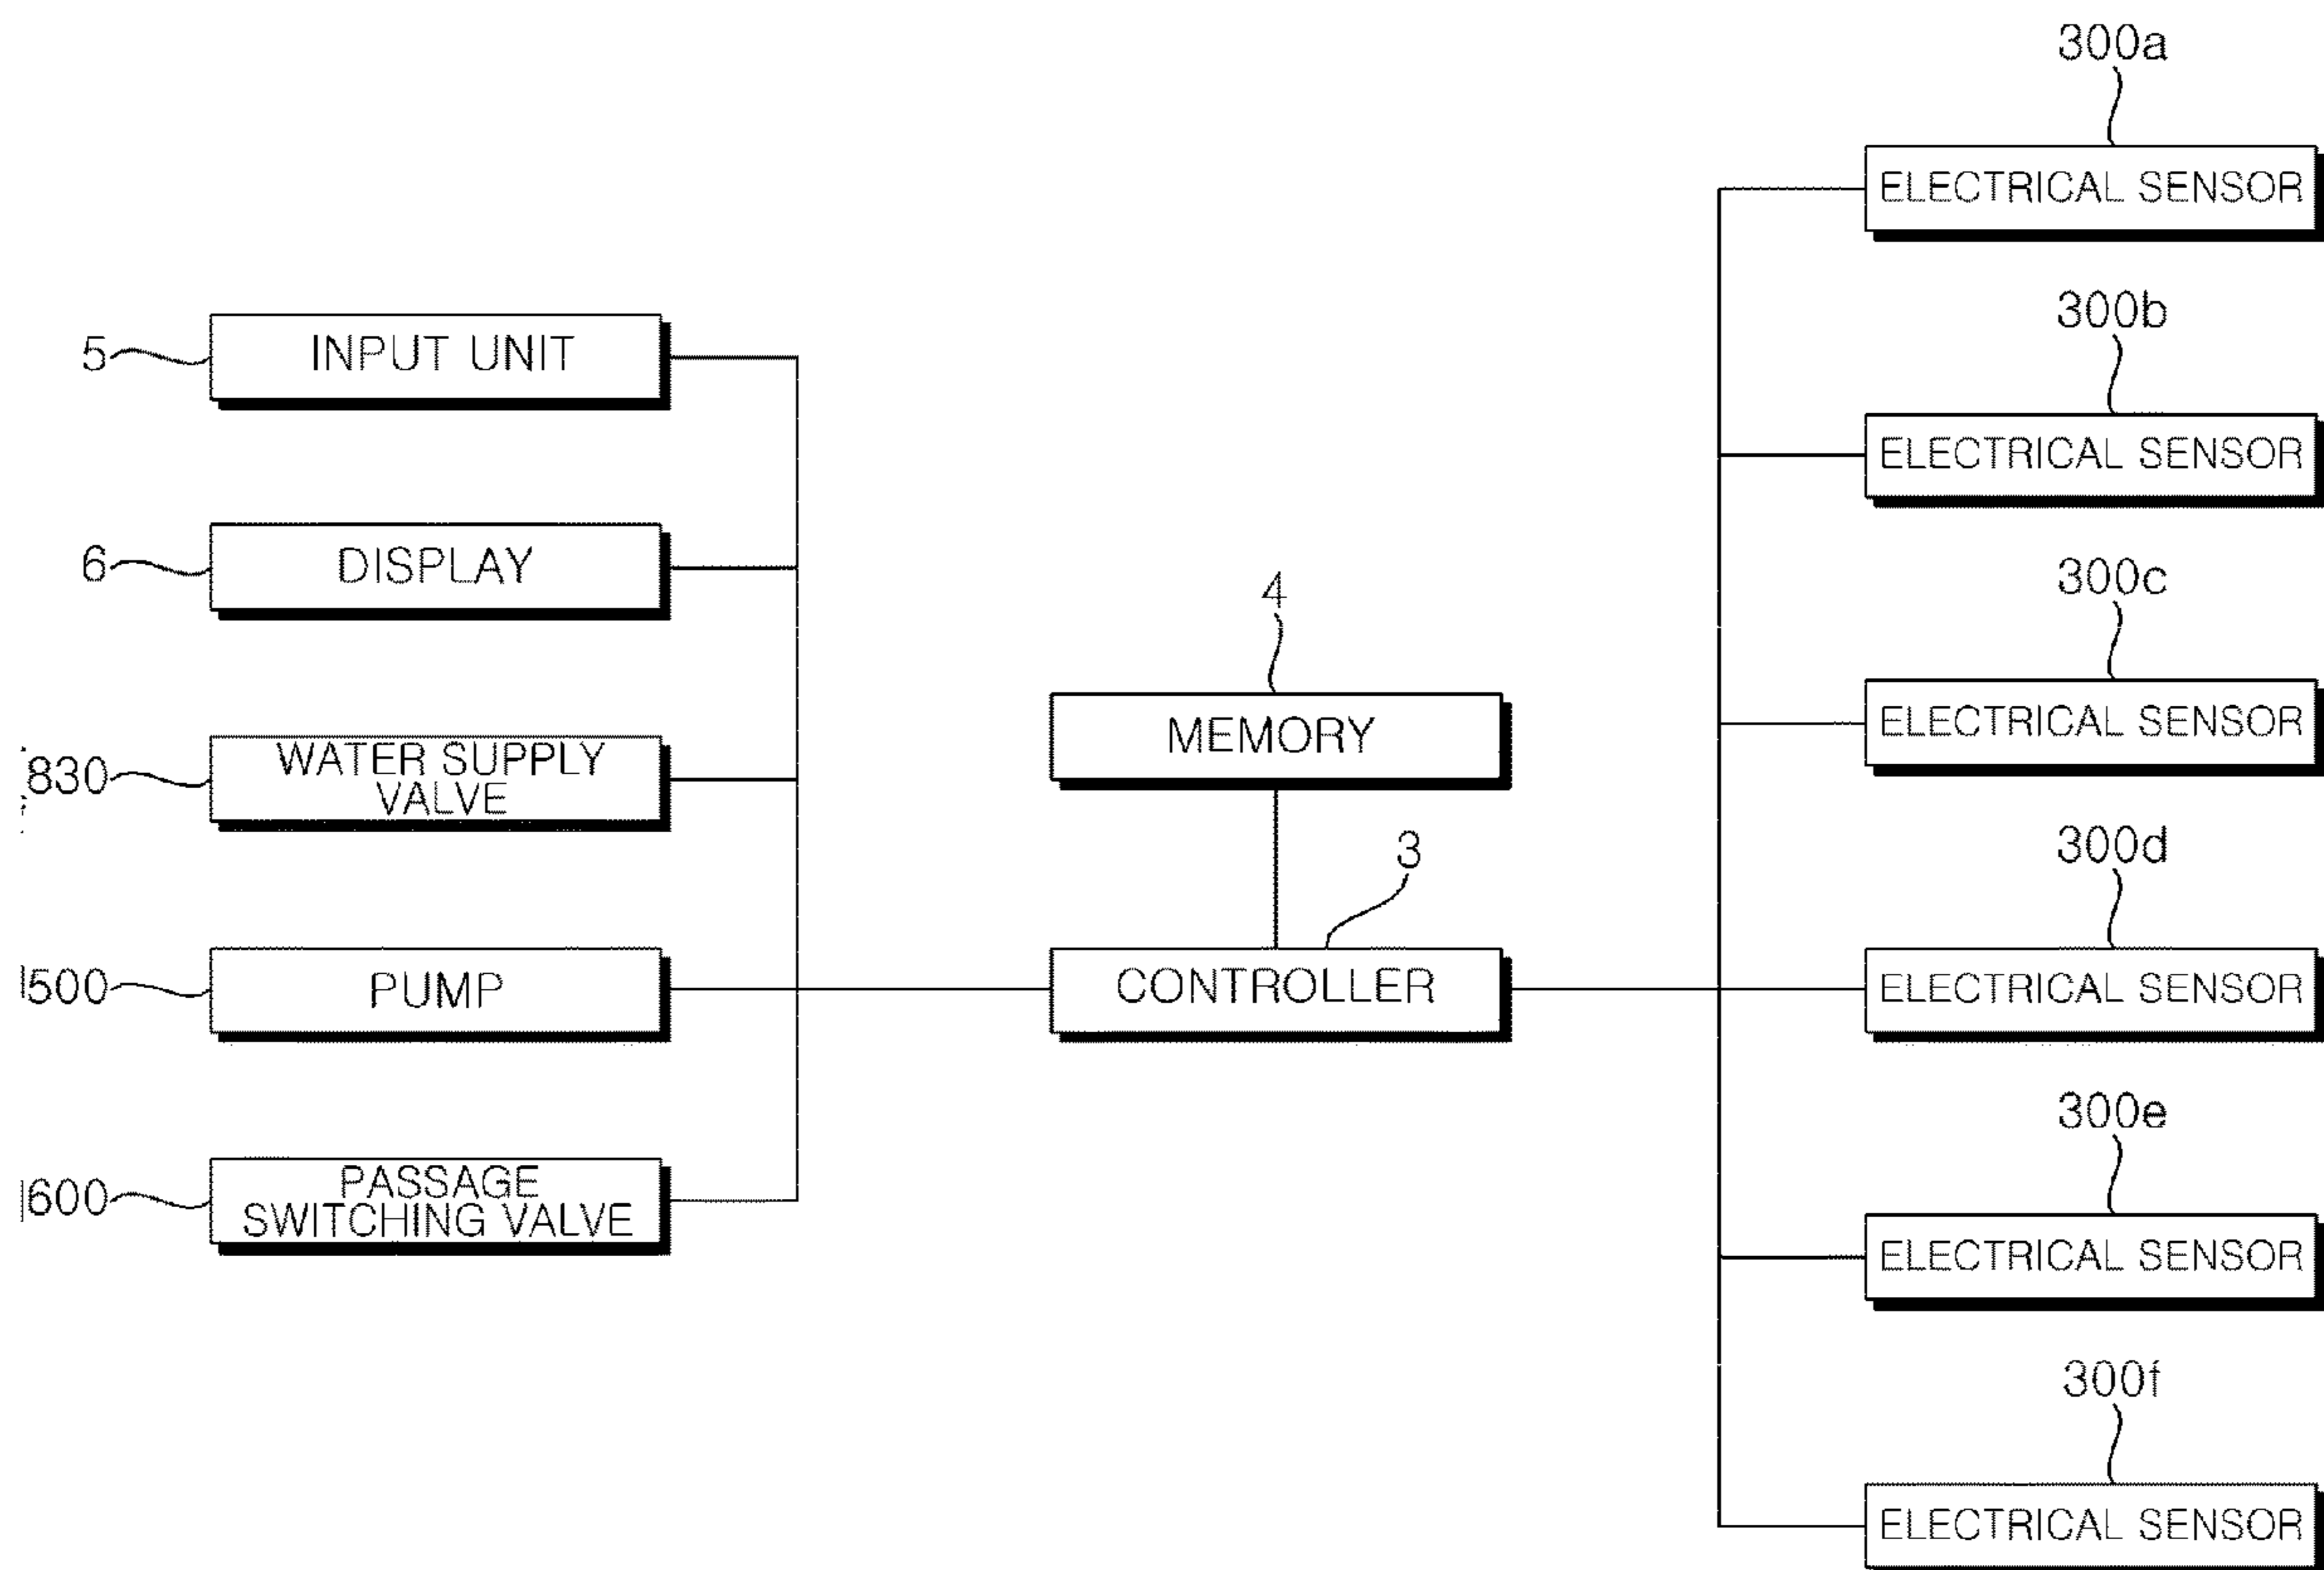 300a
ELECTRICAL SENSOR
300b
5
INPUT UNIT
ELECTRICAL SENSOR
6
DISPLAY
4
300c
MEMORY
ELECTRICAL SENSOR
830
WATER SUPPLY
VALVE
3
300d
500
PUMP
CONTROLLER
ELECTRICAL SENSOR
300e
600
PASSAGE
SWITCHING VALVE
ELECTRICAL SENSOR
300f
ELECTRICAL SENSOR